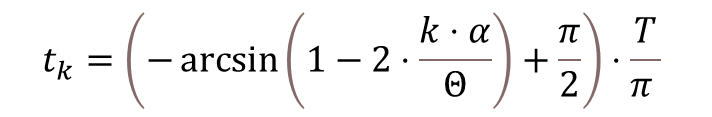 t_k = (−arcsin(1 − 2 · (k · α)/Θ) + π/2) · T/π